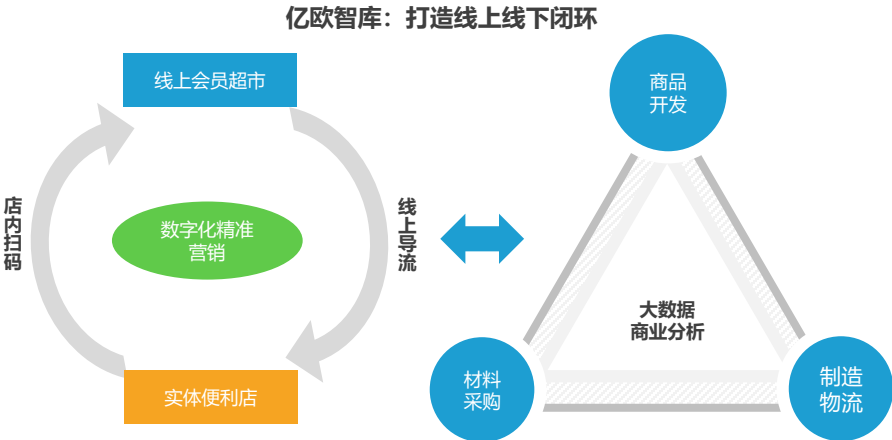 亿欧智库：打造线上线下闭环
线上会员超市
店内扫码
数字化精准
营销
线上导流
实体便利店
商品
开发
大数据
商业分析
材料
采购
制造
物流